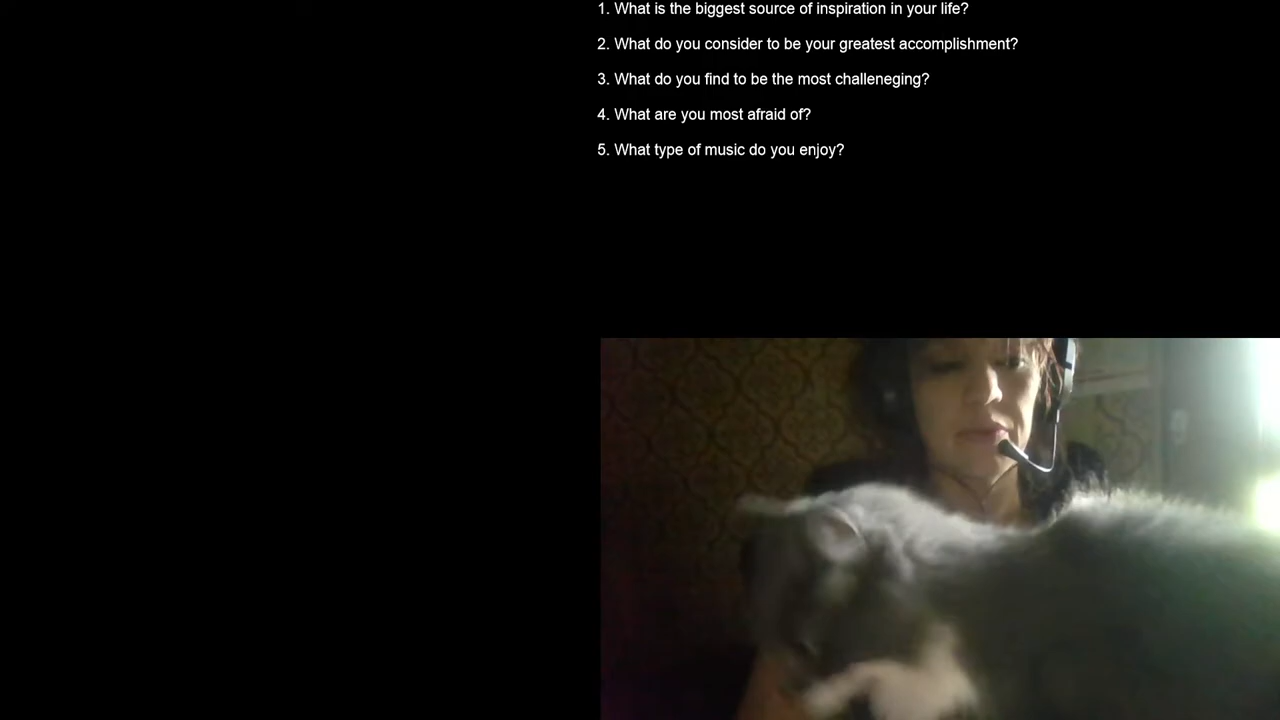 1. What is the biggest source of inspiration in your life?
2. What do you consider to be your greatest accomplishment?
3. What do you find to be the most challeneging?
4. What are you most afraid of?
5. What type of music do you enjoy?